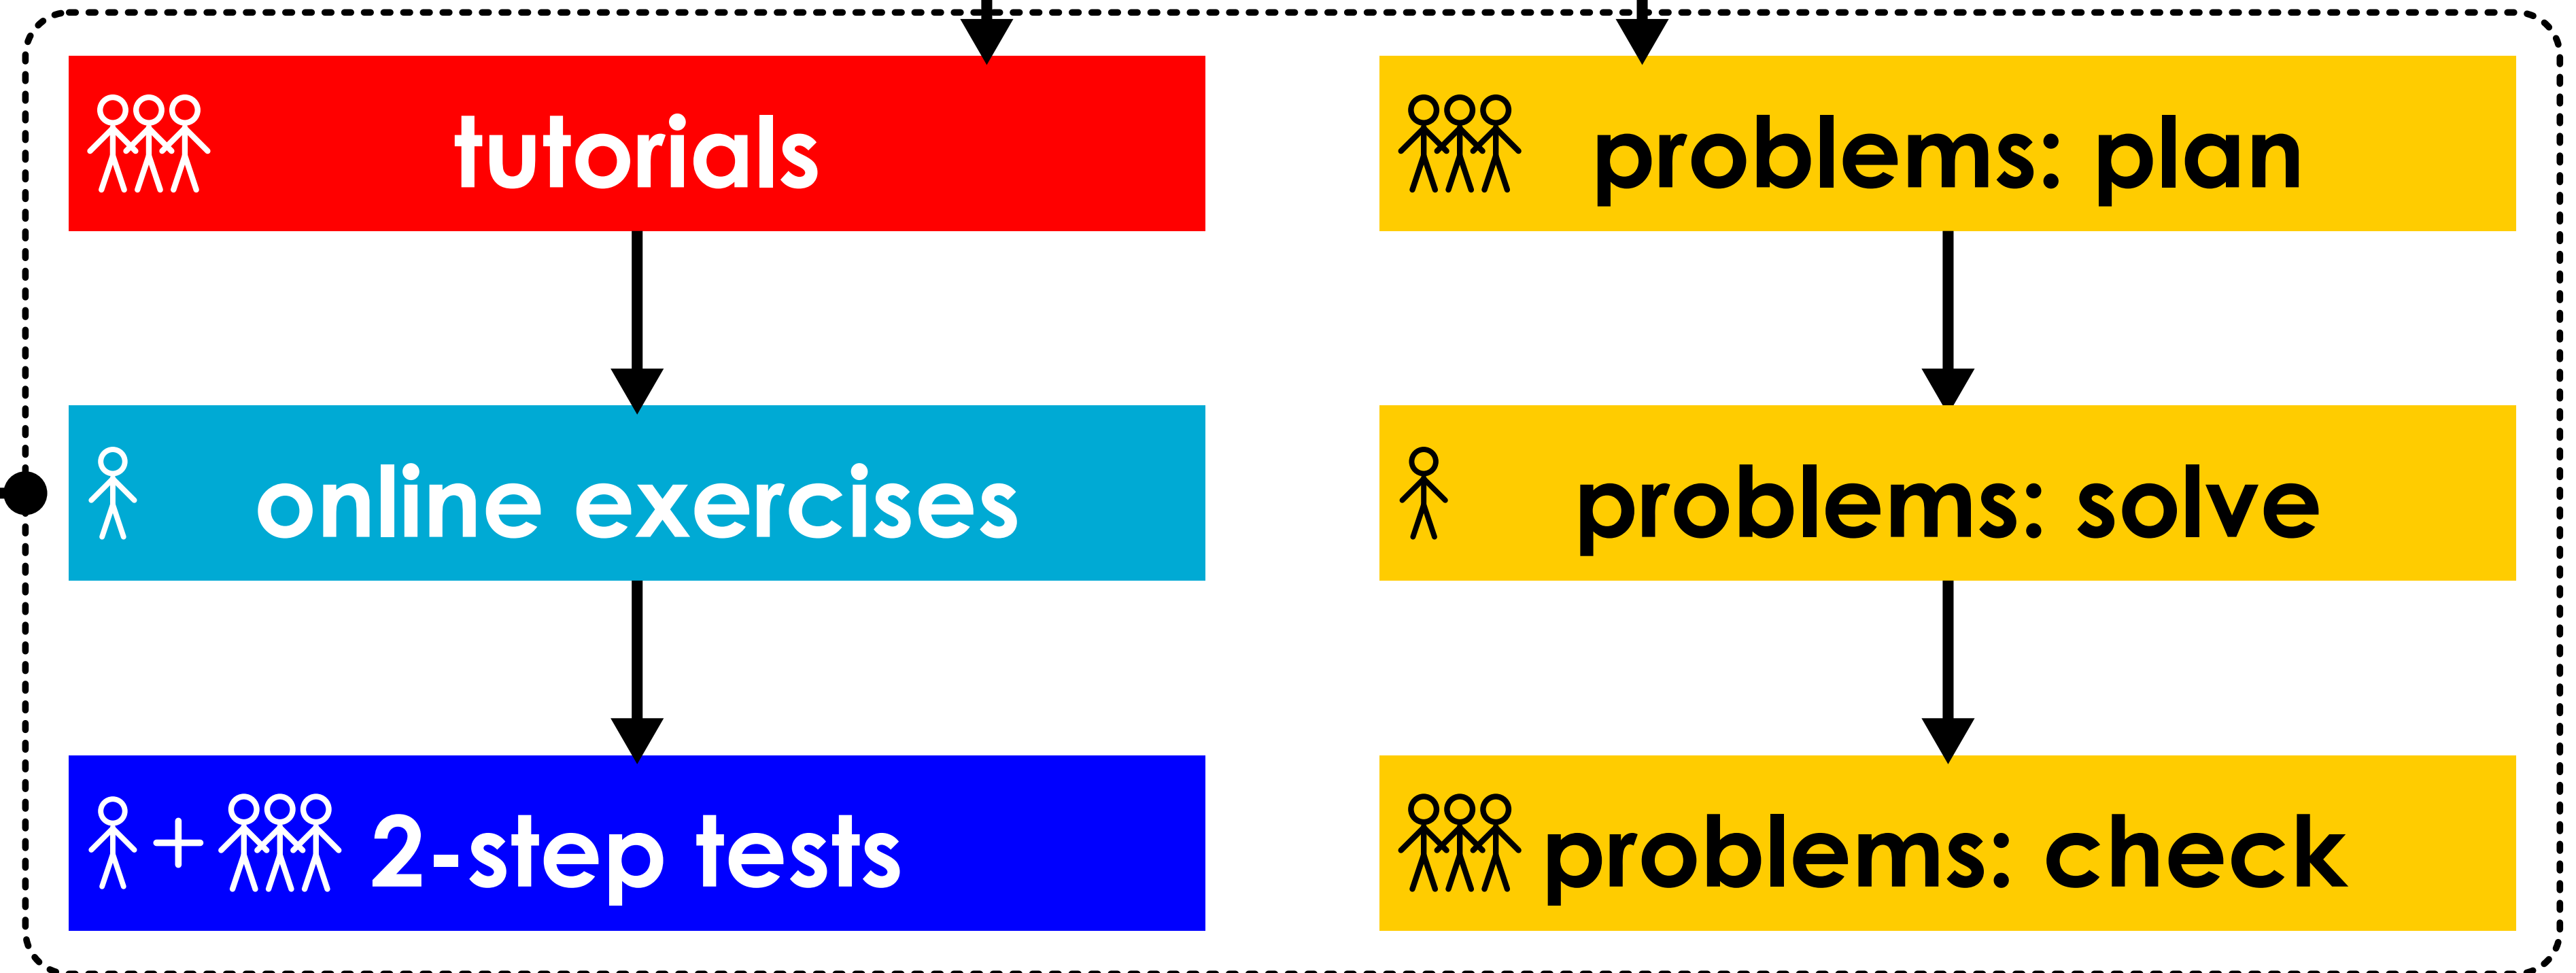 tutorials
online exercises
+ 2-step tests
problems: plan
problems: solve
problems: check